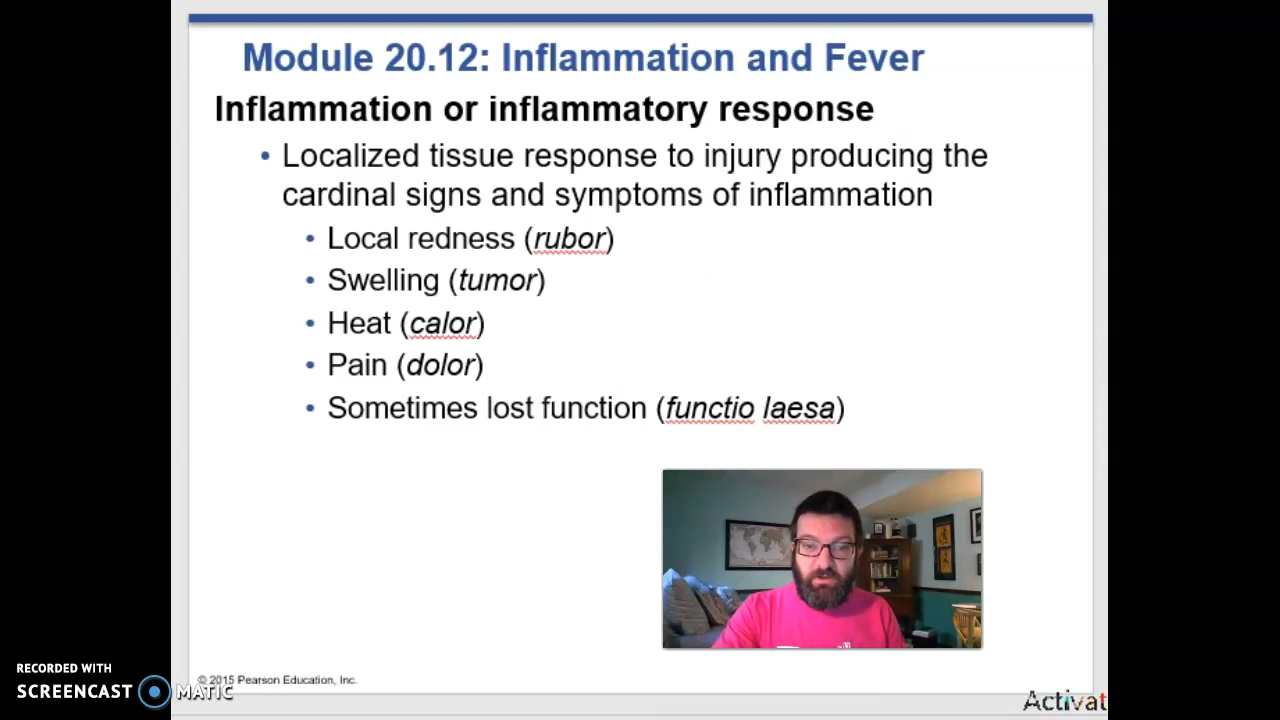 Module 20.12: Inflammation and Fever
Inflammation or inflammatory response
• Localized tissue response to injury producing the
cardinal signs and symptoms of inflammation
• Local redness (rubor)
• Swelling (tumor)
• Heat (calor)
• Pain (dolor)
• Sometimes lost function (functio laesa)
© 2015 Pearson Education, Inc.
RECORDED WITH
SCREENCAST MATIC
Activat